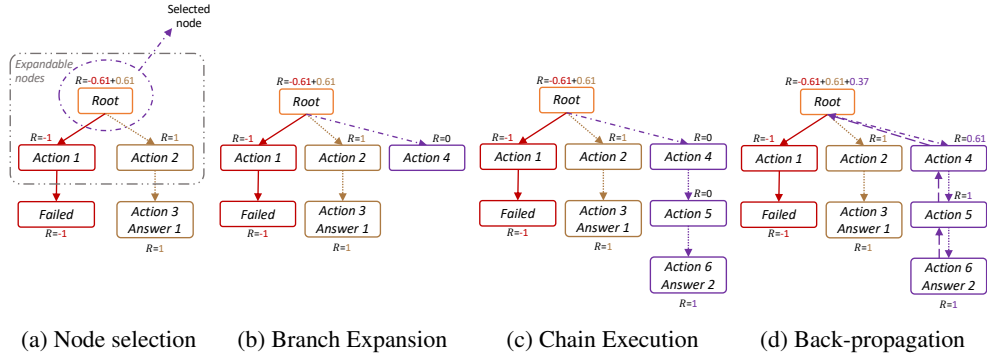 Selected
node
Expandable
nodes
R=-0.61+0.61
Root
R=-1
R=1
Action 1
Action 2
Failed
Action 3
Answer 1
R=-1
R=1
(a) Node selection
R=-0.61+0.61
Root
R=-1
R=1
R=0
Action 1
Action 2
Action 4
Failed
Action 3
Answer 1
R=-1
R=1
(b) Branch Expansion
R=-0.61+0.61
Root
R=-1
R=1
R=0
Action 1
Action 2
Action 4
R=0
Failed
Action 3
Answer 1
Action 5
R=-1
R=1
Action 6
Answer 2
R=1
(c) Chain Execution
R=-0.61+0.61+0.37
Root
R=-1
R=1
R=0.61
Action 1
Action 2
Action 4
R=1
Failed
Action 3
Answer 1
Action 5
R=-1
R=1
Action 6
Answer 2
R=1
(d) Back-propagation